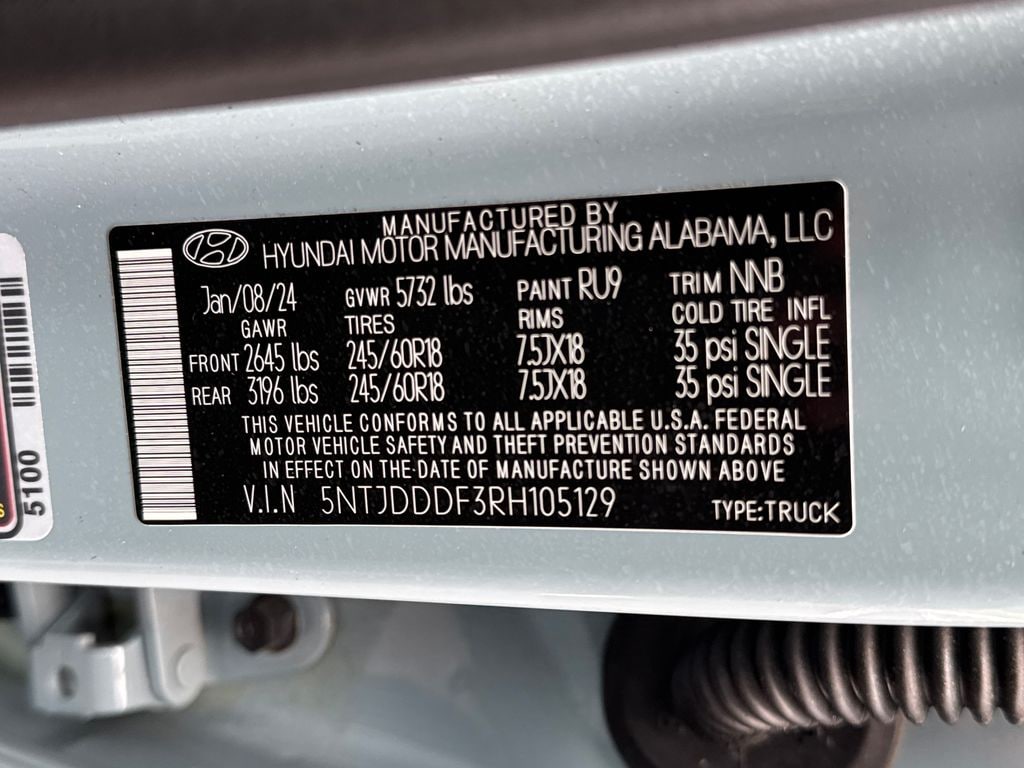 MANUFACTURED BY
HYUNDAI MOTOR MANUFACTURING ALABAMA, LLC
Jan/08/24 GVWR 5732 lbs PAINT RU9 TRIM NNB
GAWR TIRES RIMS COLD TIRE INFL
FRONT 2645 lbs 245/60R18 7.5JX18 35 psi SINGLE
REAR 3196 lbs 245/60R18 7.5JX18 35 psi SINGLE
THIS VEHICLE CONFORMS TO ALL APPLICABLE U.S.A. FEDERAL
MOTOR VEHICLE SAFETY AND THEFT PREVENTION STANDARDS
IN EFFECT ON THE DATE OF MANUFACTURE SHOWN ABOVE
V.I.N 5NTJDDDF3RH105129 TYPE:TRUCK
5100